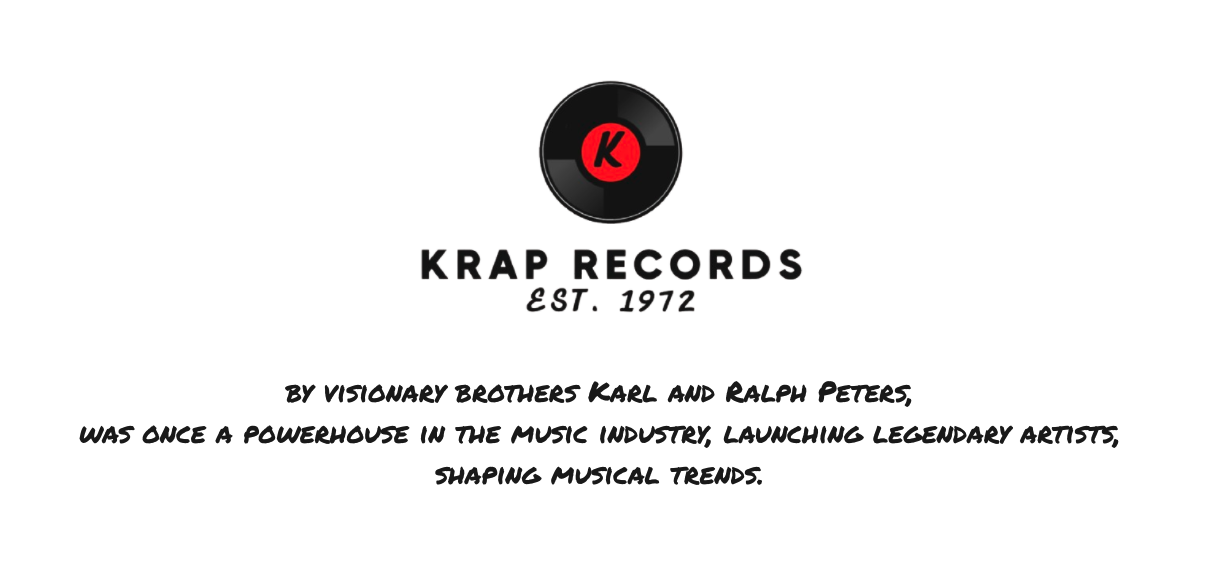 K
KRAP RECORDS
EST. 1972
by visionary brothers Karl and Ralph Peters,
was once a powerhouse in the music industry, launching legendary artists,
shaping musical trends.